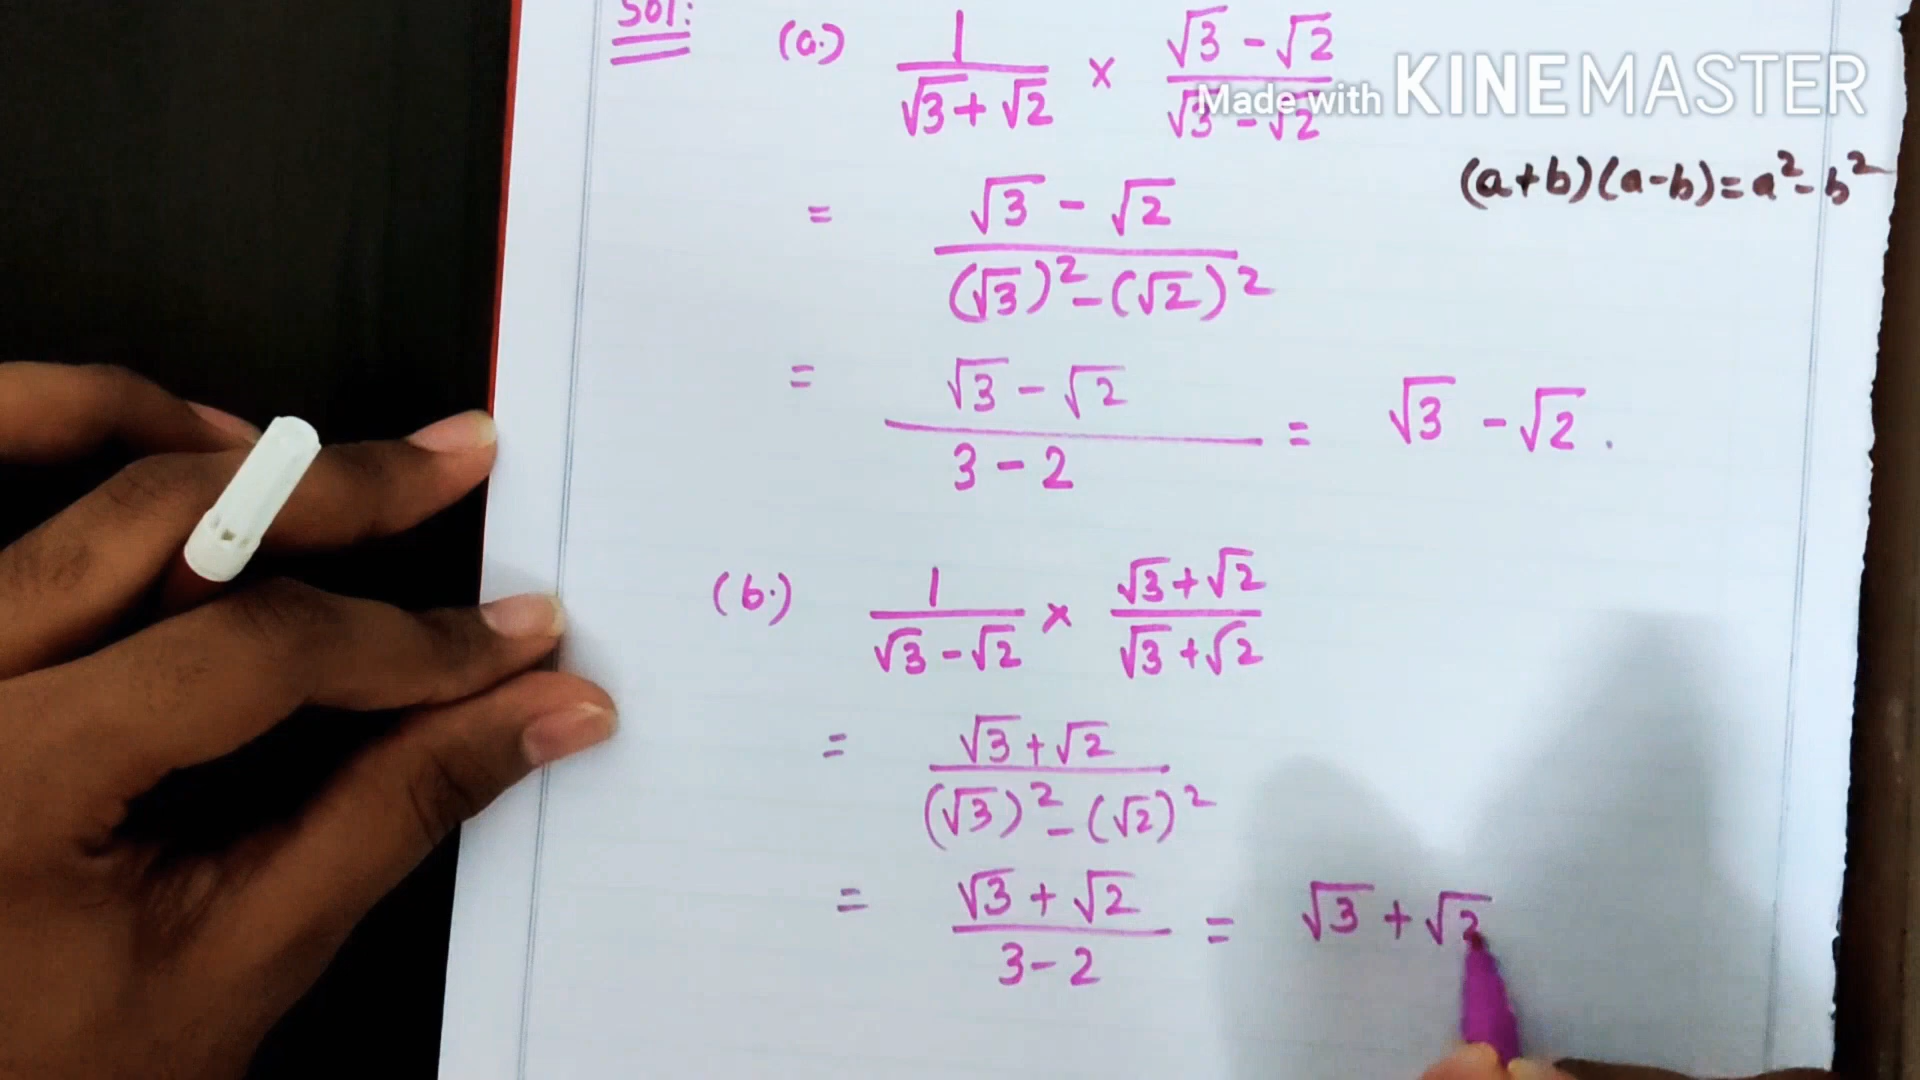 Sol:
(a.) 1/(√3+√2) × (√3-√2)/(√3-√2)
Made with KINEMASTER
(a+b)(a-b)=a²-b²
= (√3-√2)/((√3)²-(√2)²)
= (√3-√2)/(3-2) = √3-√2.
(b.) 1/(√3-√2) × (√3+√2)/(√3+√2)
= (√3+√2)/((√3)²-(√2)²)
= (√3+√2)/(3-2) = √3+√2